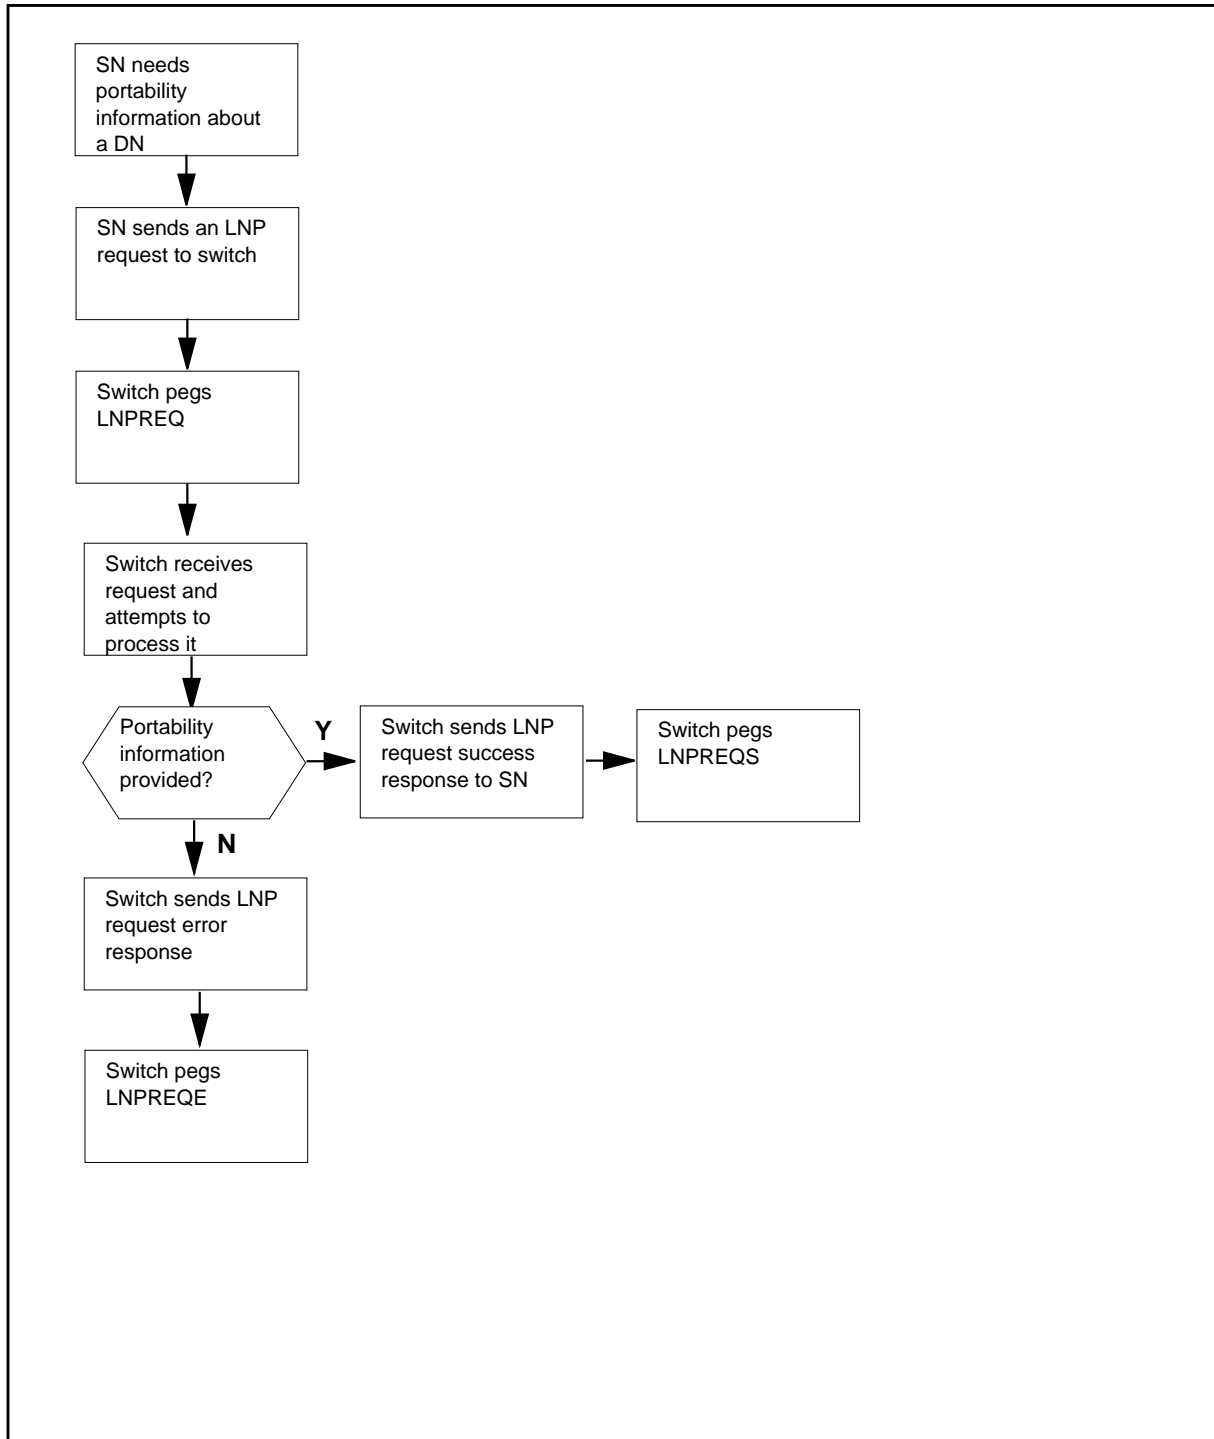 SN needs
portability
information about
a DN
SN sends an LNP
request to switch
Switch pegs
LNPREQ
Switch receives
request and
attempts to
process it
Portability
information
provided?
Y
Switch sends LNP
request success
response to SN
Switch pegs
LNPREQS
N
Switch sends LNP
request error
response
Switch pegs
LNPREQE